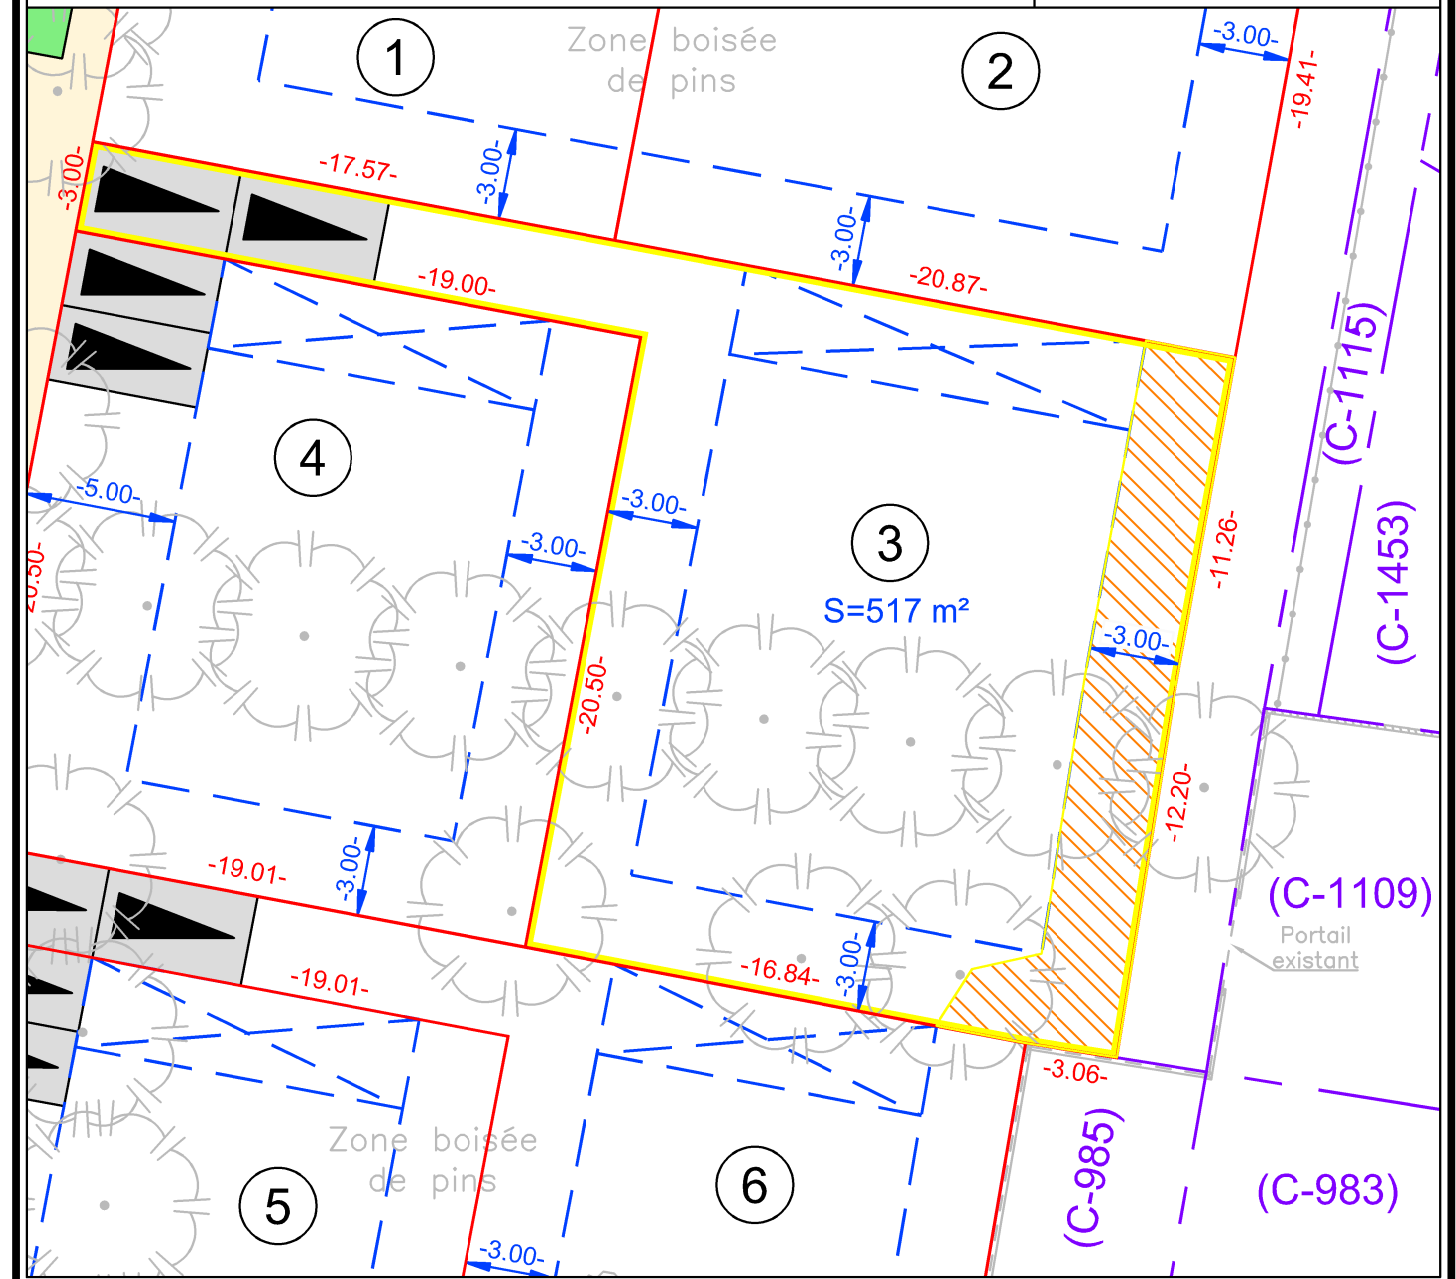 Zone boisée
de pins
1
2
-3.00-
-19.41-
-3.00-
-17.57-
-3.00-
-3.00-
-19.00-
-20.87-
(C-1115)
4
-5.00-
-3.00-
-3.00-
3
S=517 m²
-11.26-
(C-1453)
-20.50-
-3.00-
-12.20-
-19.01-
-3.00-
(C-1109)
Portail
existant
-19.01-
-16.84-
-3.00-
-3.06-
Zone boisée
de pins
5
6
(C-985)
(C-983)
-3.00-